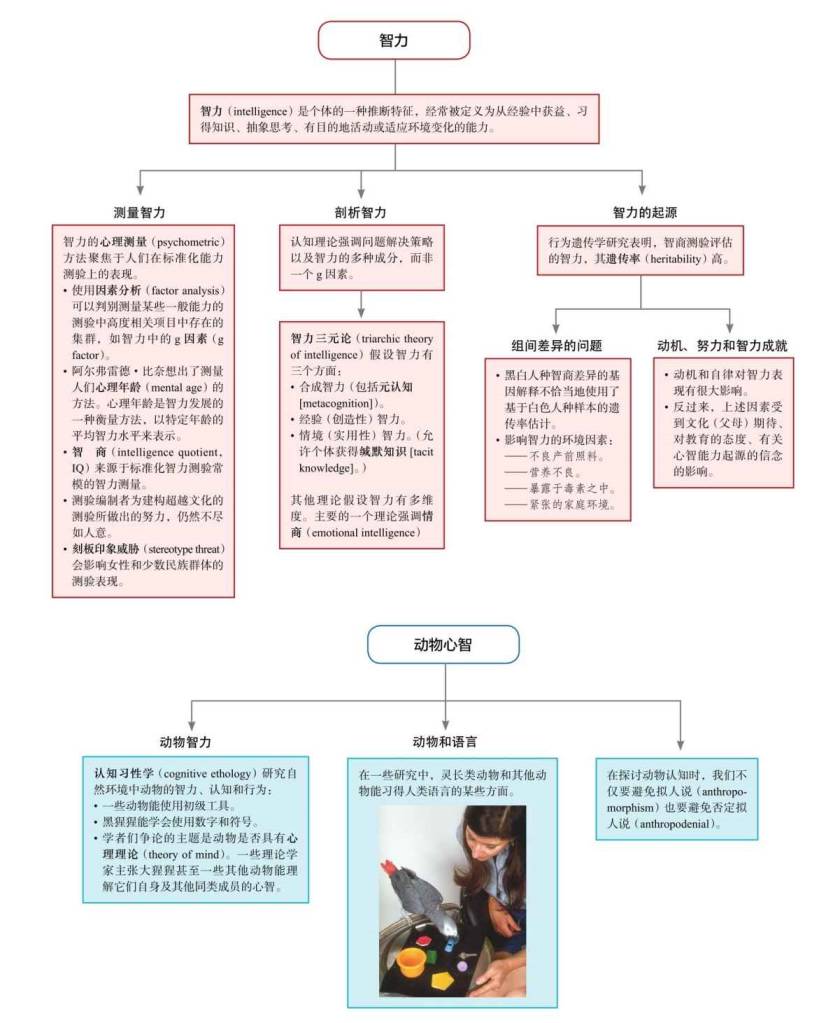 智力
智力（intelligence）是个体的一种推断特征，经常被定义为从经验中获益、习
得知识、抽象思考、有目的地活动或适应环境变化的能力。
测量智力
智力的心理测量（psychometric）
方法聚焦于人们在标准化能力
测验上的表现。
• 使用因素分析（factor analysis）
可以判别测量某些一般能力的
测验中高度相关项目中存在的
集群，如智力中的 g 因素（g
factor）。
• 阿尔弗雷德·比奈想出了测量
人们心理年龄（mental age）的
方法。心理年龄是智力发展的
一种衡量方法，以特定年龄的
平均智力水平来表示。
• 智 商（intelligence quotient，
IQ）来源于标准化智力测验常
模的智力测量。
• 测验编制者为建构超越文化的
测验所做出的努力，仍然不尽
如人意。
• 刻板印象威胁（stereotype threat）
会影响女性和少数民族群体的
测验表现。
剖析智力
认知理论强调问题解决策略
以及智力的多种成分，而非
一个 g 因素。
智力三元论（triarchic theory
of intelligence）假设智力有
三个方面：
• 合成智力（包括元认知
[metacognition]）。
• 经验（创造性）智力。
• 情境（实用性）智力。（允
许个体获得缄默知识 [tacit
knowledge]。）
其他理论假设智力有多维
度。主要的一个理论强调情
商（emotional intelligence）
智力的起源
行为遗传学研究表明，智商测验评估
的智力，其遗传率（heritability）高。
组间差异的问题
• 黑白人种智商差异的基
因解释不恰当地使用了
基于白色人种样本的遗
传率估计。
• 影响智力的环境因素：
——不良产前照料。
——营养不良。
——暴露于毒素之中。
——紧张的家庭环境。
动机、努力和智力成就
• 动机和自律对智力表
现有很大影响。
• 反过来，上述因素受
到文化（父母）期待、
对教育的态度、有关
心智能力起源的信念
的影响。
动物心智
动物智力
认知习性学（cognitive ethology）研究自
然环境中动物的智力、认知和行为：
• 一些动物能使用初级工具。
• 黑猩猩能学会使用数字和符号。
• 学者们争论的主题是动物是否具有心
理理论（theory of mind）。一些理论学
家主张大猩猩甚至一些其他动物能理
解它们自身及其他同类成员的心智。
动物和语言
在一些研究中，灵长类动物和其他动
物能习得人类语言的某些方面。
在探讨动物认知时，我们不
仅要避免拟人说（anthropo-
morphism）也要避免否定拟
人说（anthropodenial）。